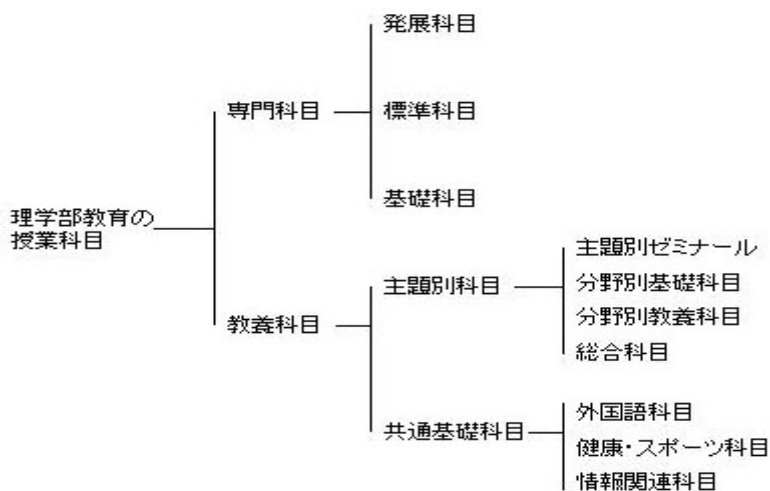 発展科目
専門科目
標準科目
基礎科目
理学部教育の
授業科目
主題別ゼミナール
主題別科目
分野別基礎科目
分野別教養科目
教養科目
総合科目
外国語科目
共通基礎科目
健康・スポーツ科目
情報関連科目